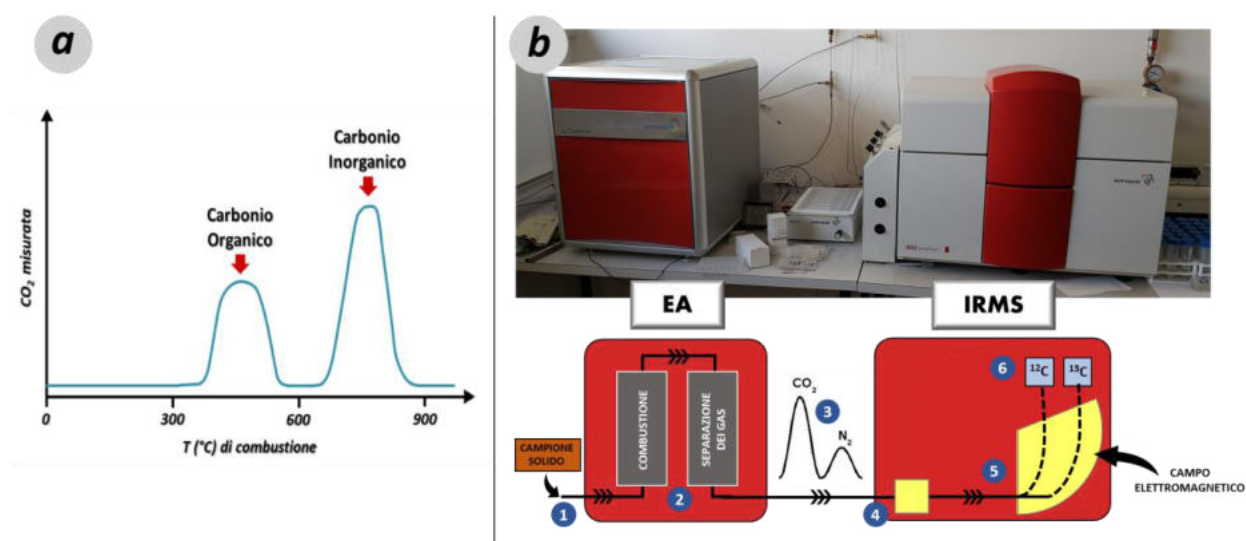 a
CO₂ misurata
Carbonio
Organico
Carbonio
Inorganico
0
300
600
900
T (°C) di combustione
b
EA
IRMS
CAMPIONE
SOLIDO
1
COMBUSTIONE
SEPARAZIONE
DEI GAS
2
CO₂
3
N₂
4
5
6
¹²C
¹³C
CAMPO
ELETTROMAGNETICO